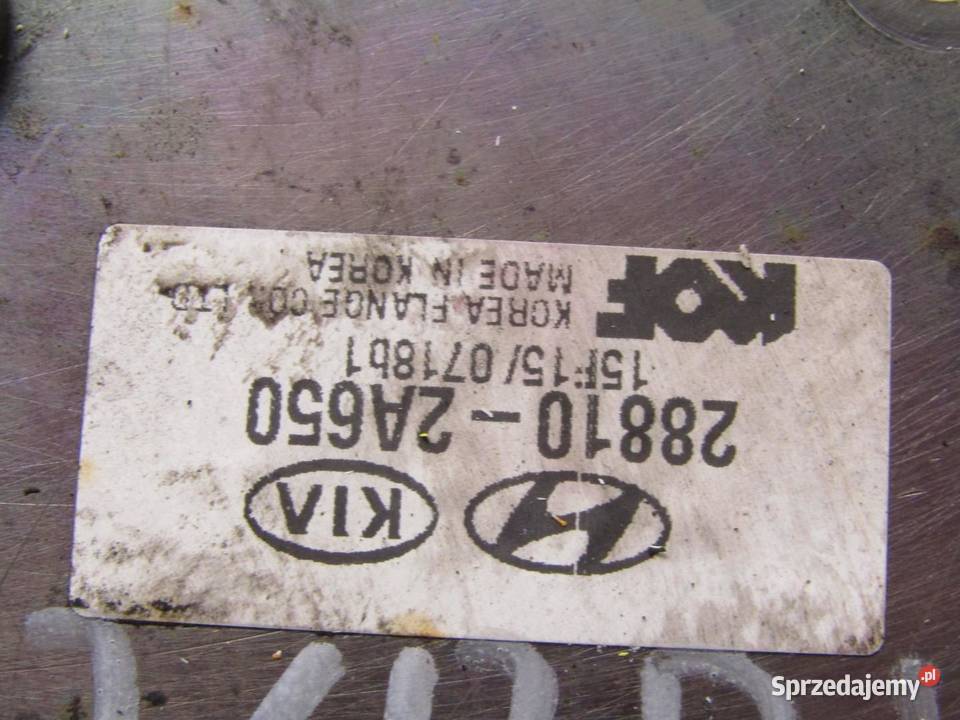 KIA
28810-2A650
15F15/0718b1
KOF
KOREA FLANGE CO., LTD
MADE IN KOREA
Sprzedajemy.pl